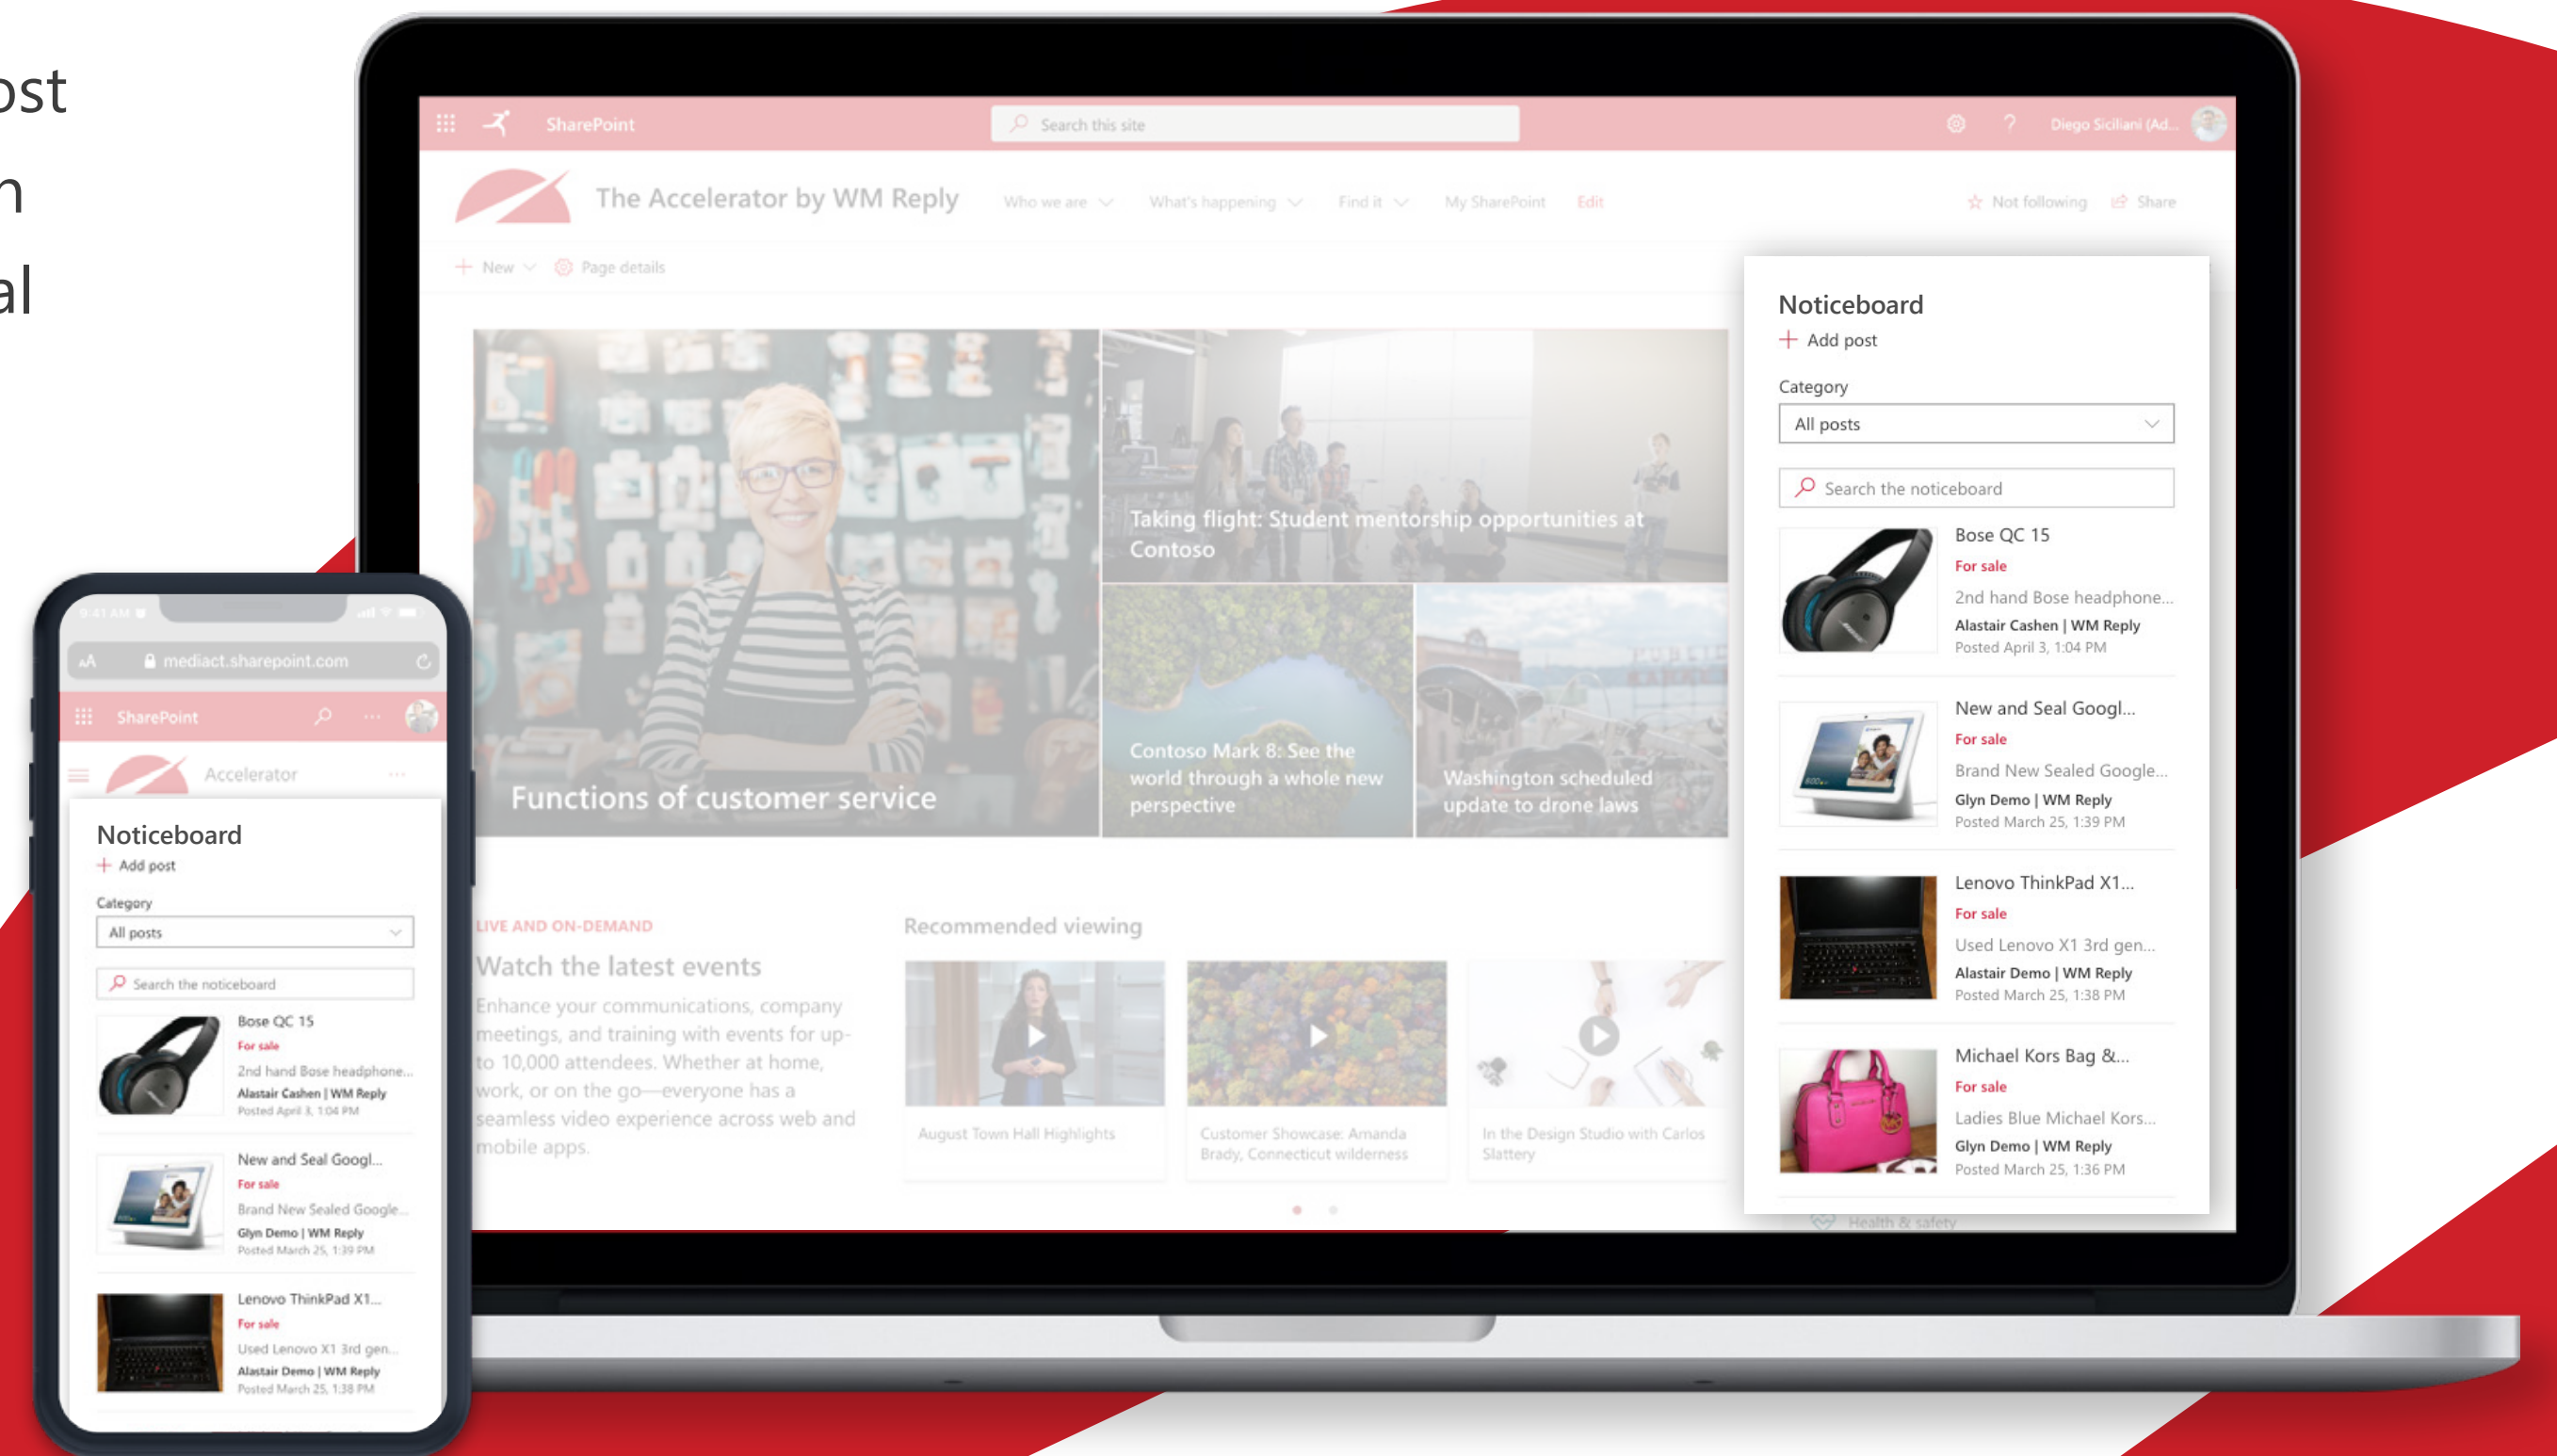 ost
n
al
SharePoint
Search this site
?
Diego Siciliani (Ad...
The Accelerator by WM Reply
Who we are
What's happening
Find it
My SharePoint
Edit
Not following
Share
New
Page details
Functions of customer service
Taking flight: Student mentorship opportunities at
Contoso
Contoso Mark 8: See the
world through a whole new
perspective
Washington scheduled
update to drone laws
LIVE AND ON-DEMAND
Watch the latest events
Enhance your communications, company
meetings, and training with events for up-
to 10,000 attendees. Whether at home,
work, or on the go—everyone has a
seamless video experience across web and
mobile apps.
Recommended viewing
August Town Hall Highlights
Customer Showcase: Amanda
Brady, Connecticut wilderness
In the Design Studio with Carlos
Slattery
Noticeboard
Add post
Category
All posts
Search the noticeboard
Bose QC 15
For sale
2nd hand Bose headphone...
Alastair Cashen | WM Reply
Posted April 3, 1:04 PM
New and Seal Googl...
For sale
Brand New Sealed Google...
Glyn Demo | WM Reply
Posted March 25, 1:39 PM
Lenovo ThinkPad X1...
For sale
Used Lenovo X1 3rd gen...
Alastair Demo | WM Reply
Posted March 25, 1:38 PM
Michael Kors Bag &...
For sale
Ladies Blue Michael Kors...
Glyn Demo | WM Reply
Posted March 25, 1:36 PM
Health & safety
9:41 AM
AA
mediact.sharepoint.com
SharePoint
Accelerator
Noticeboard
Add post
Category
All posts
Search the noticeboard
Bose QC 15
For sale
2nd hand Bose headphone...
Alastair Cashen | WM Reply
Posted April 3, 1:04 PM
New and Seal Googl...
For sale
Brand New Sealed Google...
Glyn Demo | WM Reply
Posted March 25, 1:39 PM
Lenovo ThinkPad X1...
For sale
Used Lenovo X1 3rd gen...
Alastair Demo | WM Reply
Posted March 25, 1:38 PM